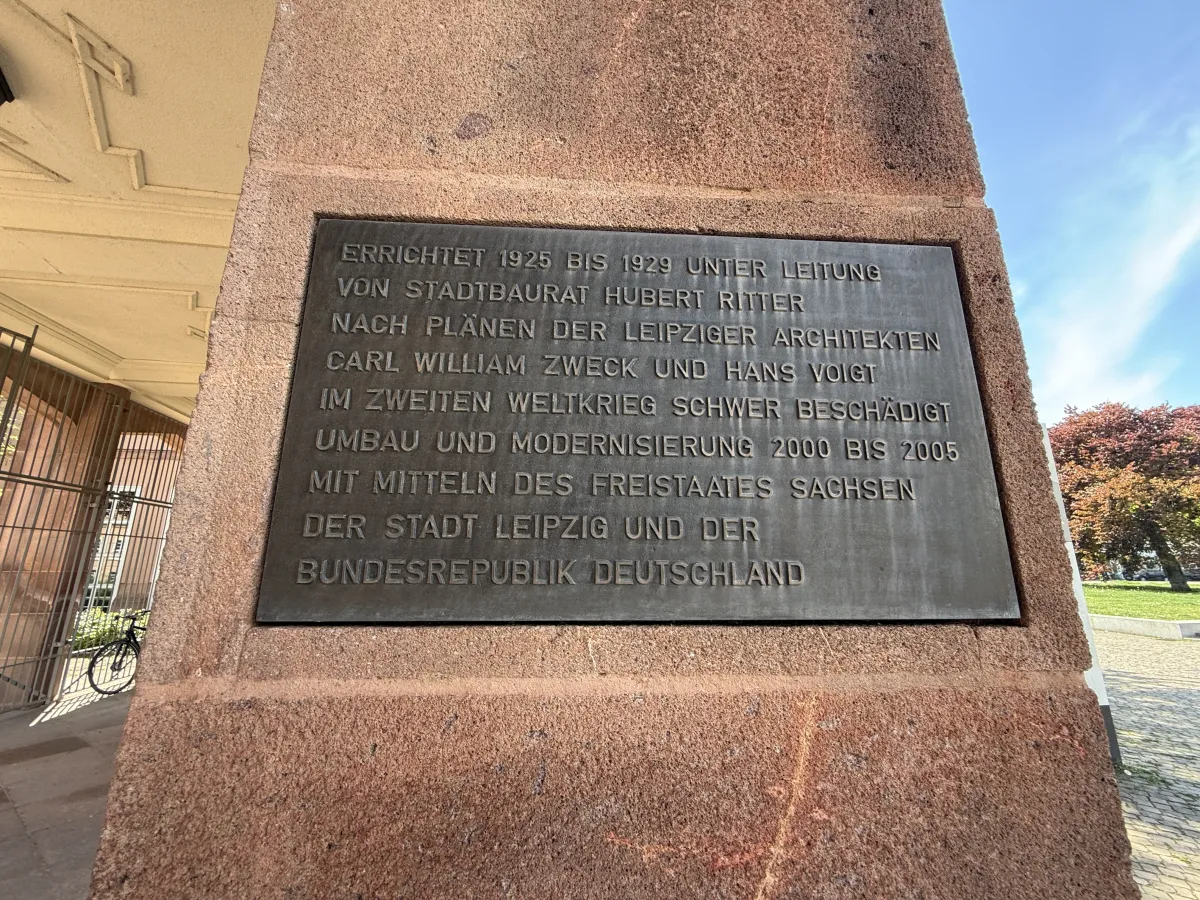 ERRICHTET 1925 BIS 1929 UNTER LEITUNG
VON STADTBAURAT HUBERT RITTER
NACH PLÄNEN DER LEIPZIGER ARCHITEKTEN
CARL WILLIAM ZWECK UND HANS VOIGT
IM ZWEITEN WELTKRIEG SCHWER BESCHÄDIGT
UMBAU UND MODERNISIERUNG 2000 BIS 2005
MIT MITTELN DES FREISTAATES SACHSEN
DER STADT LEIPZIG UND DER
BUNDESREPUBLIK DEUTSCHLAND